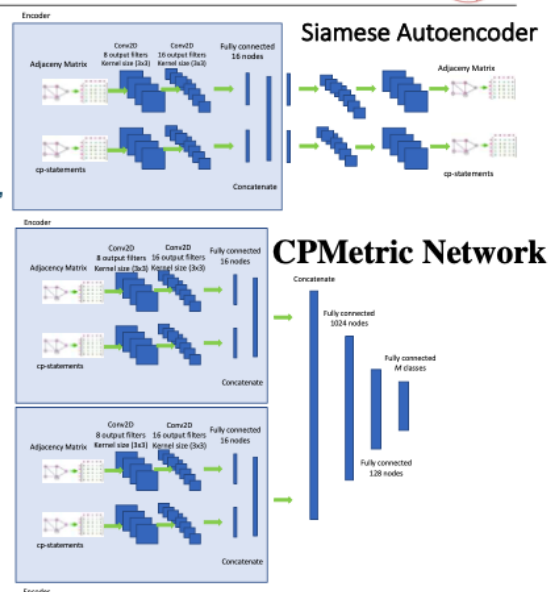 Encoder
Siamese Autoencoder
Conv2D
8 output filters
Kernel size (3x3)
Conv2D
16 output filters
Kernel size (3x3)
Fully connected
16 nodes
Adjaceny Matrix
Adjaceny Matrix
cp-statements
cp-statements
Concatenate
Encoder
CPMetric Network
Conv2D
8 output filters
Kernel size (3x3)
Conv2D
16 output filters
Kernel size (3x3)
Fully connected
16 nodes
Adjacency Matrix
cp-statements
Concatenate
Concatenate
Fully connected
1024 nodes
Fully connected
M classes
Fully connected
128 nodes
Conv2D
8 output filters
Kernel size (3x3)
Conv2D
16 output filters
Kernel size (3x3)
Fully connected
16 nodes
Adjacency Matrix
cp-statements
Concatenate
Encoder